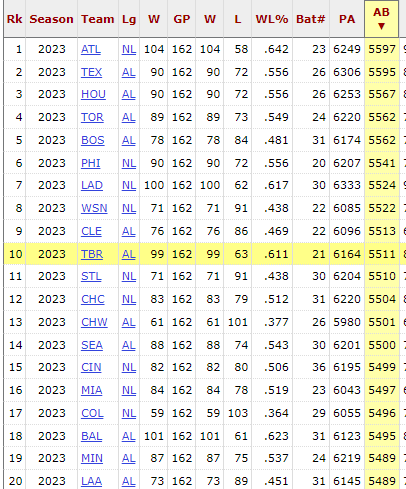 Rk Season Team Lg W GP W L WL% Bat# PA AB ▼
1 2023 ATL NL 104 162 104 58 .642 23 6249 5597
2 2023 TEX AL 90 162 90 72 .556 26 6306 5595
3 2023 HOU AL 90 162 90 72 .556 26 6253 5567
4 2023 TOR AL 89 162 89 73 .549 24 6220 5562
5 2023 BOS AL 78 162 78 84 .481 31 6174 5562
6 2023 PHI NL 90 162 90 72 .556 20 6207 5541
7 2023 LAD NL 100 162 100 62 .617 30 6333 5524
8 2023 WSN NL 71 162 71 91 .438 22 6085 5522
9 2023 CLE AL 76 162 76 86 .469 22 6096 5513
10 2023 TBR AL 99 162 99 63 .611 21 6164 5511
11 2023 STL NL 71 162 71 91 .438 30 6204 5510
12 2023 CHC NL 83 162 83 79 .512 31 6220 5504
13 2023 CHW AL 61 162 61 101 .377 26 5980 5501
14 2023 SEA AL 88 162 88 74 .543 30 6201 5500
15 2023 CIN NL 82 162 82 80 .506 36 6195 5499
16 2023 MIA NL 84 162 84 78 .519 23 6043 5497
17 2023 COL NL 59 162 59 103 .364 29 6055 5496
18 2023 BAL AL 101 162 101 61 .623 31 6123 5495
19 2023 MIN AL 87 162 87 75 .537 24 6219 5489
20 2023 LAA AL 73 162 73 89 .451 31 6145 5489